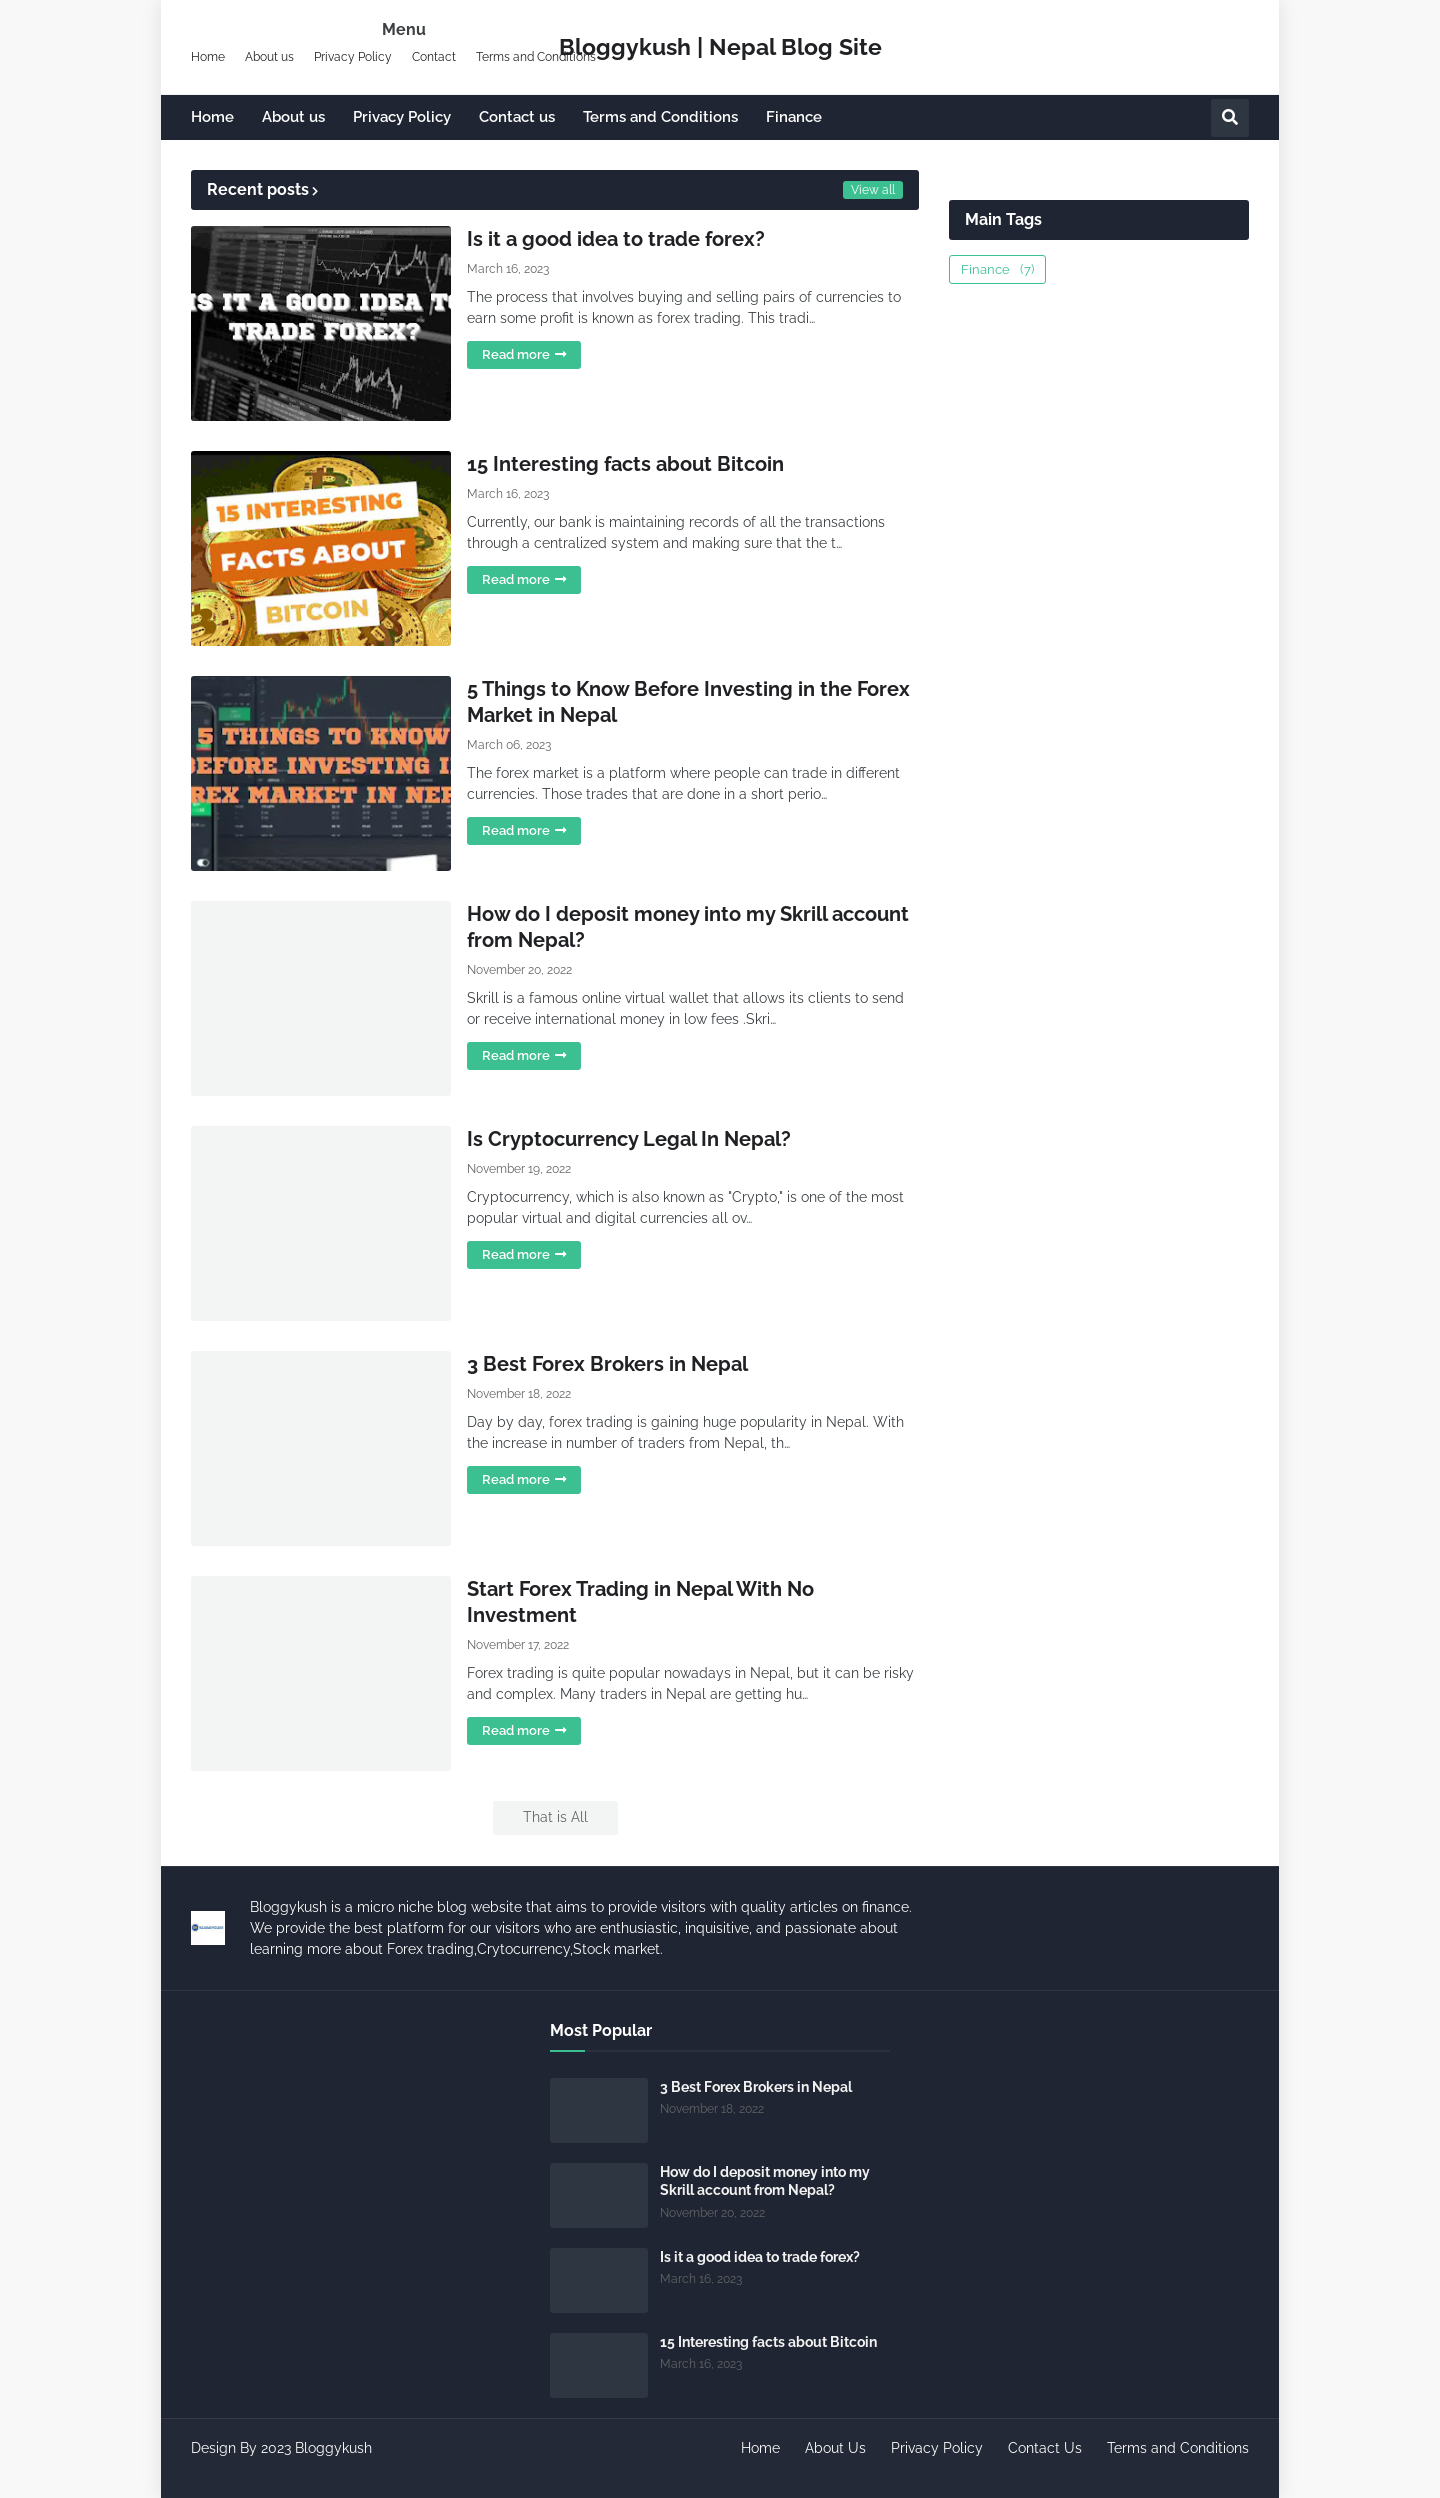 Menu
Home About us Privacy Policy Contact Terms and Conditions
Bloggykush | Nepal Blog Site
Home About us Privacy Policy Contact us Terms and Conditions Finance
Recent posts
View all
IS IT A GOOD IDEA TO
TRADE FOREX?
Is it a good idea to trade forex?
March 16, 2023
The process that involves buying and selling pairs of currencies to
earn some profit is known as forex trading. This tradi…
Read more
15 INTERESTING
FACTS ABOUT
BITCOIN
15 Interesting facts about Bitcoin
March 16, 2023
Currently, our bank is maintaining records of all the transactions
through a centralized system and making sure that the t…
Read more
5 THINGS TO KNOW
BEFORE INVESTING I
REX MARKET IN NEP
5 Things to Know Before Investing in the Forex
Market in Nepal
March 06, 2023
The forex market is a platform where people can trade in different
currencies. Those trades that are done in a short perio…
Read more
How do I deposit money into my Skrill account
from Nepal?
November 20, 2022
Skrill is a famous online virtual wallet that allows its clients to send
or receive international money in low fees .Skri…
Read more
Is Cryptocurrency Legal In Nepal?
November 19, 2022
Cryptocurrency, which is also known as "Crypto," is one of the most
popular virtual and digital currencies all ov…
Read more
3 Best Forex Brokers in Nepal
November 18, 2022
Day by day, forex trading is gaining huge popularity in Nepal. With
the increase in number of traders from Nepal, th…
Read more
Start Forex Trading in Nepal With No
Investment
November 17, 2022
Forex trading is quite popular nowadays in Nepal, but it can be risky
and complex. Many traders in Nepal are getting hu…
Read more
That is All
Main Tags
Finance (7)
Bloggykush is a micro niche blog website that aims to provide visitors with quality articles on finance.
We provide the best platform for our visitors who are enthusiastic, inquisitive, and passionate about
learning more about Forex trading,Crytocurrency,Stock market.
Most Popular
3 Best Forex Brokers in Nepal
November 18, 2022
How do I deposit money into my
Skrill account from Nepal?
November 20, 2022
Is it a good idea to trade forex?
March 16, 2023
15 Interesting facts about Bitcoin
March 16, 2023
Design By 2023 Bloggykush
Home About Us Privacy Policy Contact Us Terms and Conditions